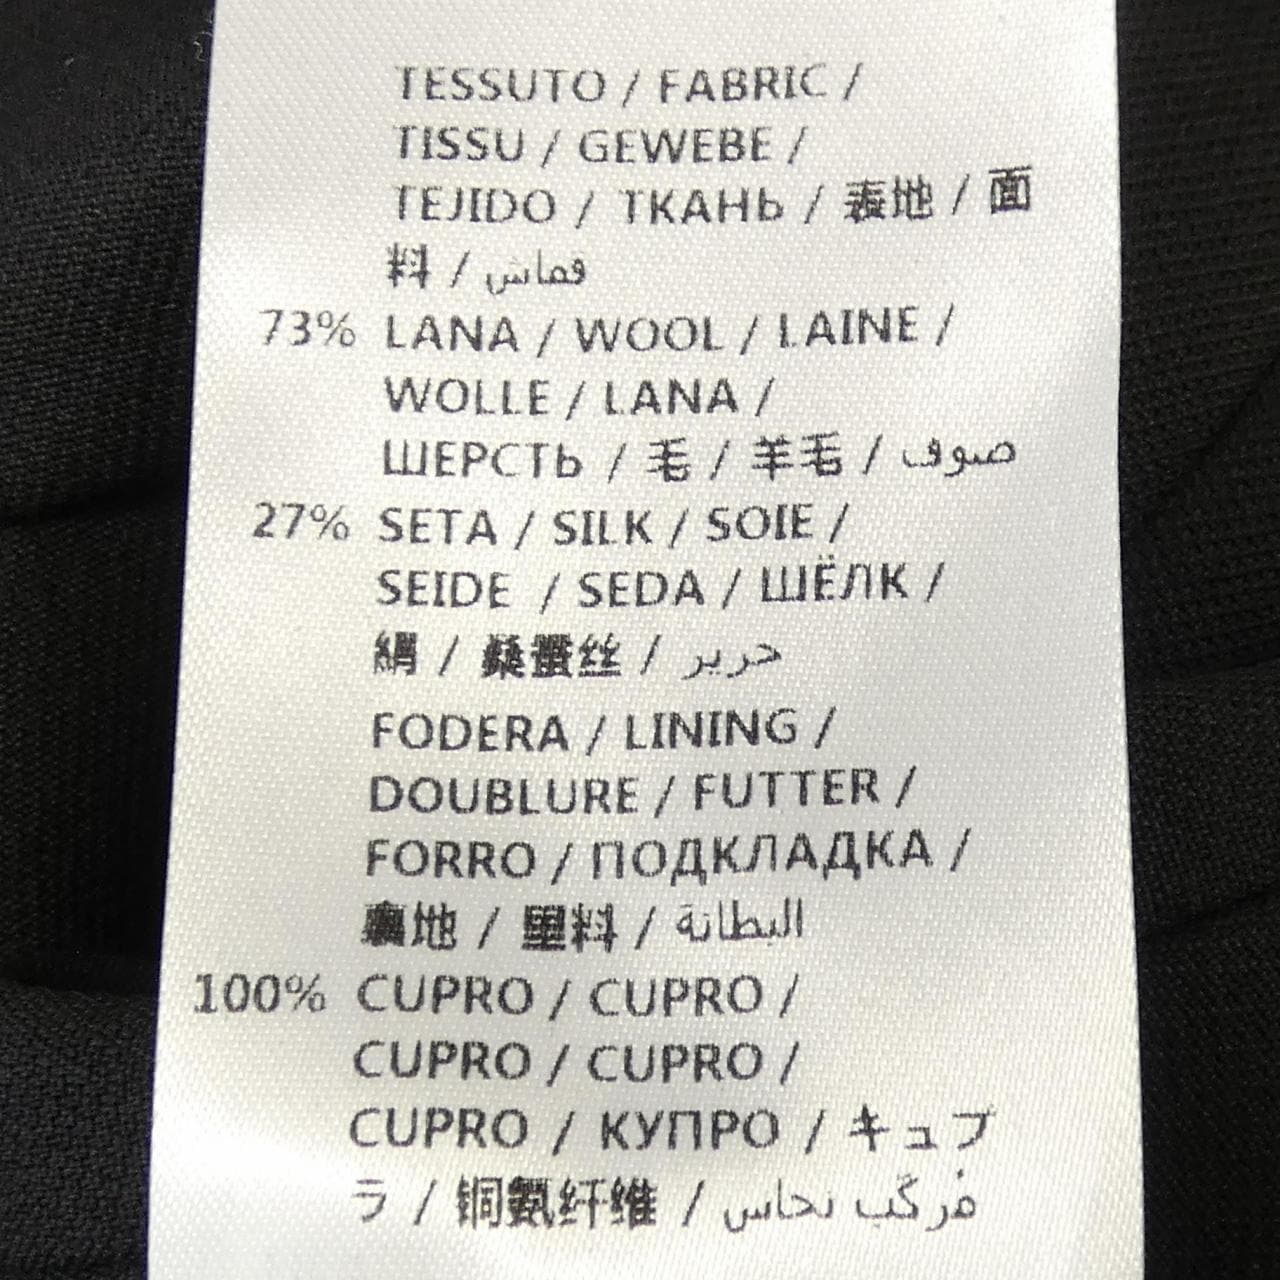 TESSUTO / FABRIC /
TISSU / GEWEBE /
TEJIDO / ТКАНЬ / 表地 / 面
料 / قماش
73% LANA / WOOL / LAINE /
WOLLE / LANA /
ШЕРСТЬ / 毛 / 羊毛 / صوف
27% SETA / SILK / SOIE /
SEIDE / SEDA / ШЁЛК /
絹 / 桑蚕丝 / حرير
FODERA / LINING /
DOUBLURE / FUTTER /
FORRO / ПОДКЛАДКА /
裏地 / 里料 / البطانة
100% CUPRO / CUPRO /
CUPRO / CUPRO /
CUPRO / КУПРО / キュプ
ラ / 铜氨纤维 / مُرگب نحاس